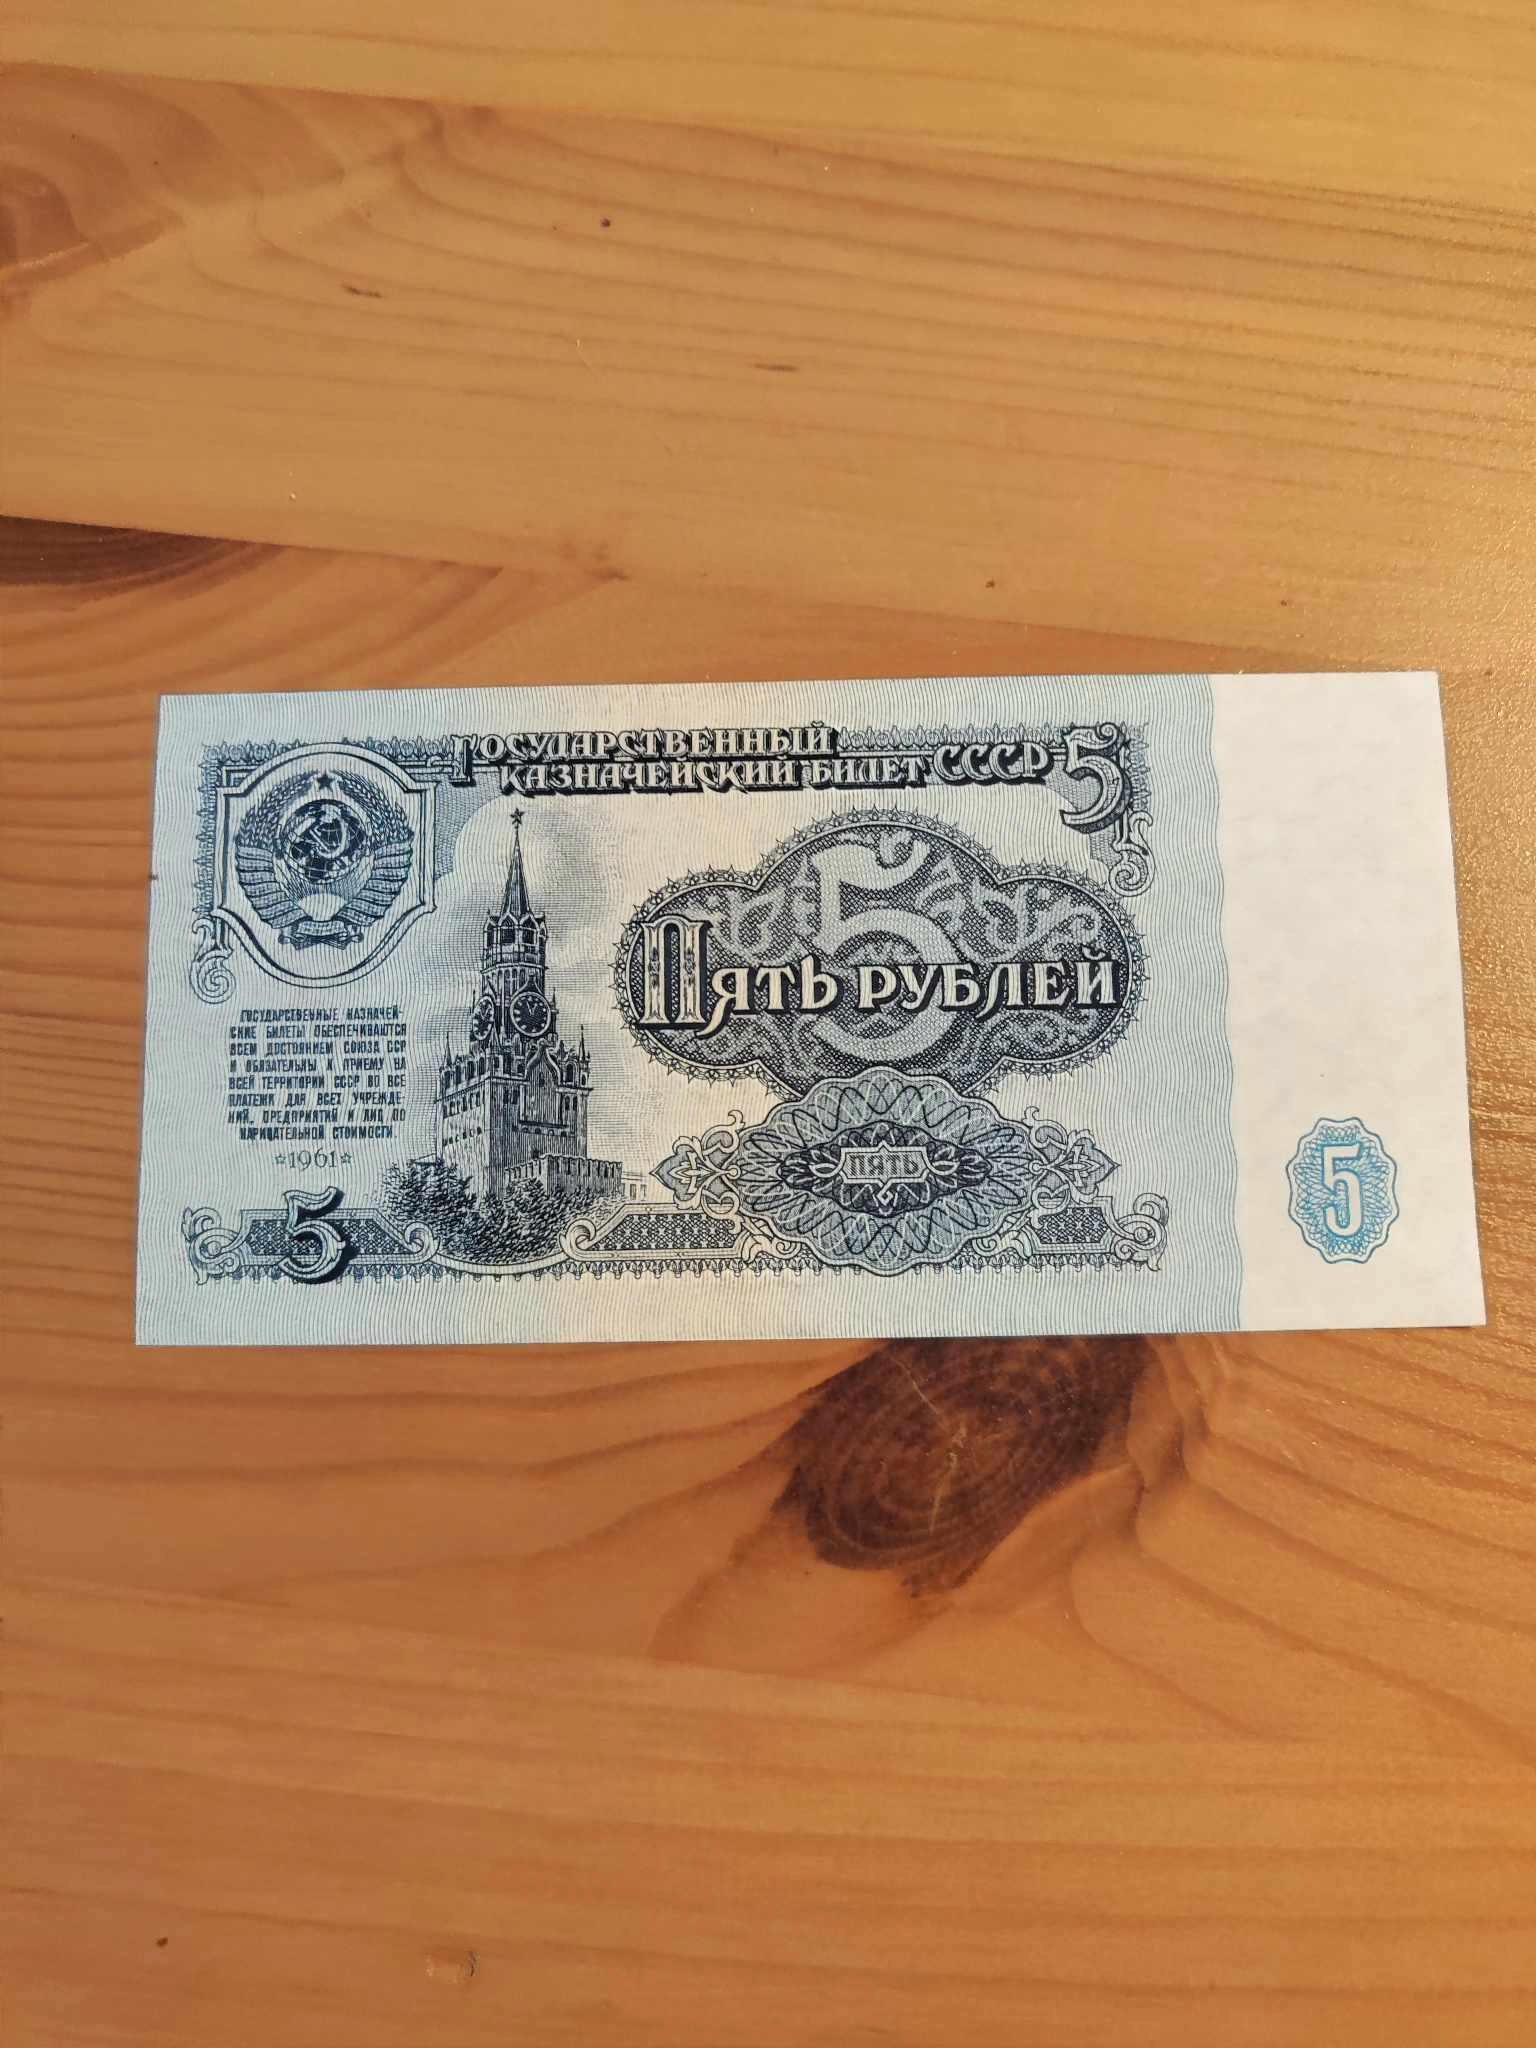 Государственный
казначейский билет СССР 5
5
Пять рублей
Государственные казначей-
ские билеты обеспечиваются
всем достоянием Союза ССР
и обязательны к приему на
всей территории СССР во все
платежи для всех учрежде-
ний, предприятий и лиц по
нарицательной стоимости.
☆1961☆
ПЯТЬ
5
5